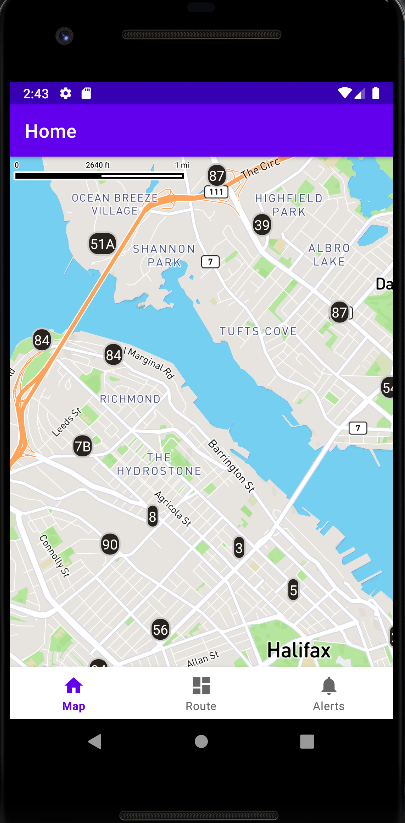 2:43
Home
0 2640 ft 1 mi
87
The Circ
111
OCEAN BREEZE
VILLAGE
HIGHFIELD
PARK
39
51A
SHANNON
PARK
ALBRO
LAKE
7
Da
87
TUFTS COVE
84
84
l Marginal Rd
54
RICHMOND
Leeds St
7
7B
Barrington St
THE
HYDROSTONE
Agricola St
8
90
3
Connolly St
5
56
Halifax
Allan St
Map
Route
Alerts